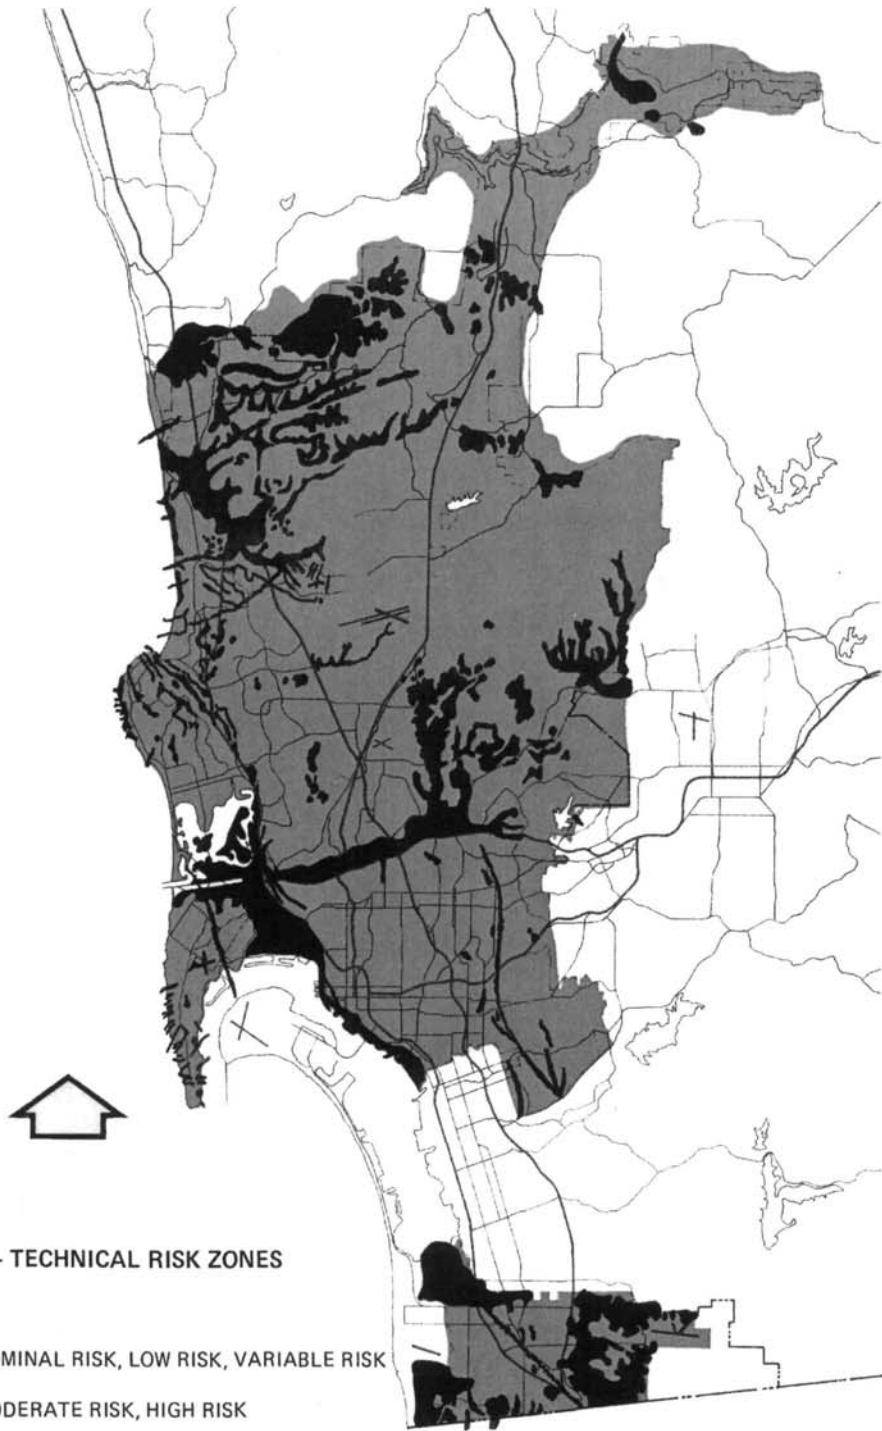 - TECHNICAL RISK ZONES
MINAL RISK, LOW RISK, VARIABLE RISK
DERATE RISK, HIGH RISK